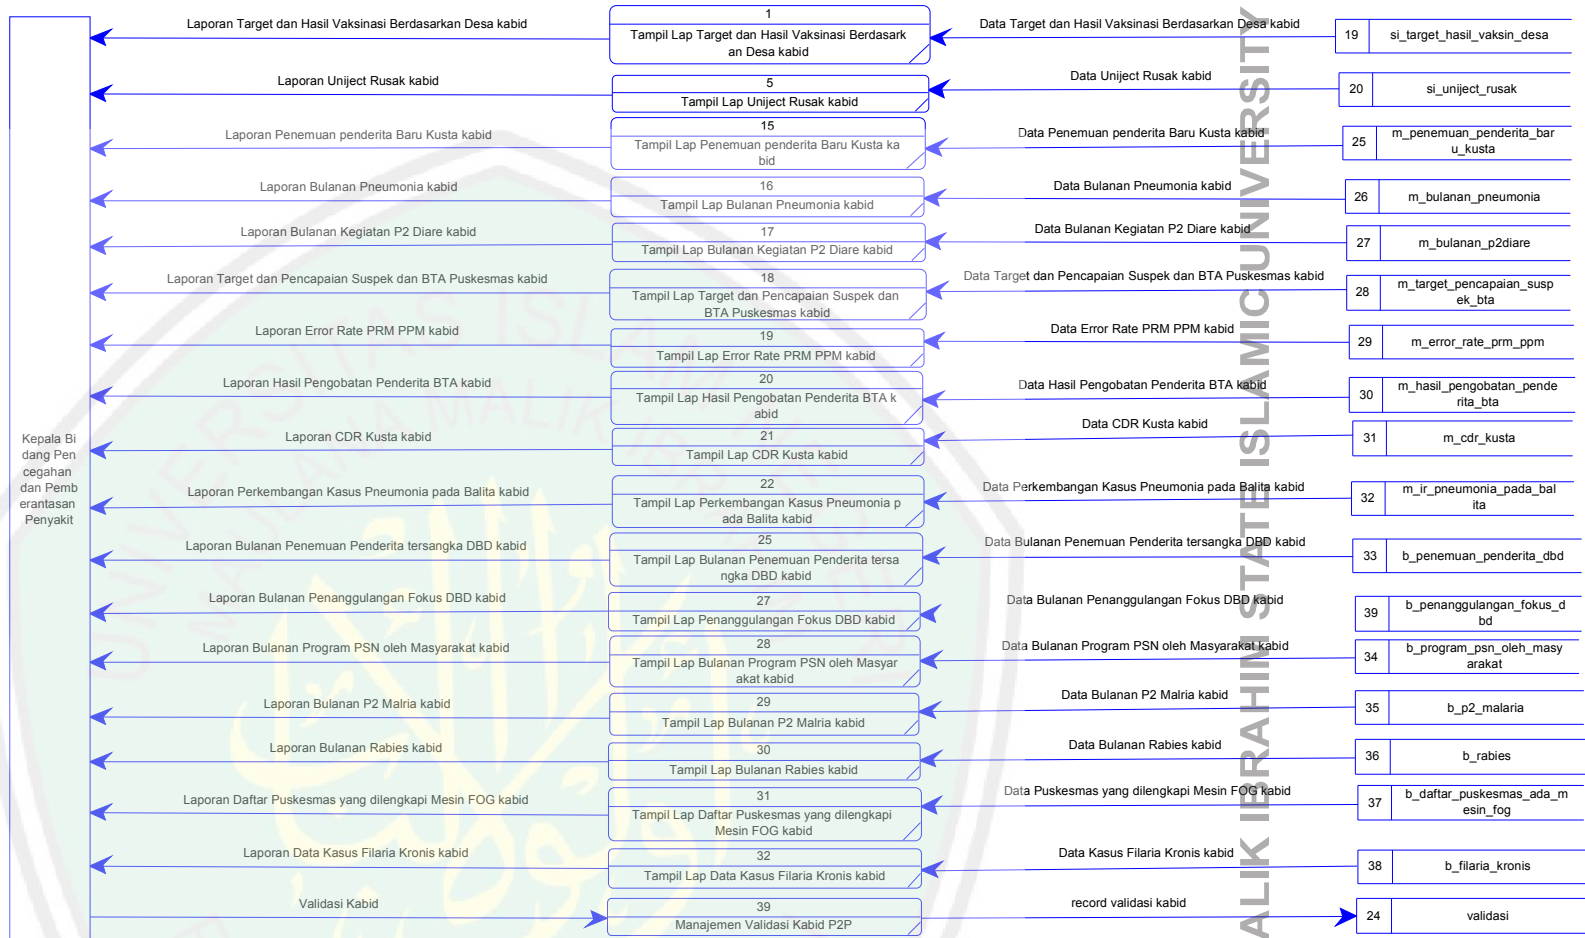 Laporan Target dan Hasil Vaksinasi Berdasarkan Desa kabid
1
Tampil Lap Target dan Hasil Vaksinasi Berdasark
an Desa kabid
Data Target dan Hasil Vaksinasi Berdasarkan Desa kabid
19
si_target_hasil_vaksin_desa
Laporan Uniject Rusak kabid
5
Tampil Lap Uniject Rusak kabid
Data Uniject Rusak kabid
20
si_uniject_rusak
Laporan Penemuan penderita Baru Kusta kabid
15
Tampil Lap Penemuan penderita Baru Kusta ka
bid
Data Penemuan penderita Baru Kusta kabid
25
m_penemuan_penderita_bar
u_kusta
Laporan Bulanan Pneumonia kabid
16
Tampil Lap Bulanan Pneumonia kabid
Data Bulanan Pneumonia kabid
26
m_bulanan_pneumonia
Laporan Bulanan Kegiatan P2 Diare kabid
17
Tampil Lap Bulanan Kegiatan P2 Diare kabid
Data Bulanan Kegiatan P2 Diare kabid
27
m_bulanan_p2diare
Laporan Target dan Pencapaian Suspek dan BTA Puskesmas kabid
18
Tampil Lap Target dan Pencapaian Suspek dan
BTA Puskesmas kabid
Data Target dan Pencapaian Suspek dan BTA Puskesmas kabid
28
m_target_pencapaian_susp
ek_bta
Laporan Error Rate PRM PPM kabid
19
Tampil Lap Error Rate PRM PPM kabid
Data Error Rate PRM PPM kabid
29
m_error_rate_prm_ppm
Laporan Hasil Pengobatan Penderita BTA kabid
20
Tampil Lap Hasil Pengobatan Penderita BTA k
abid
Data Hasil Pengobatan Penderita BTA kabid
30
m_hasil_pengobatan_pende
rita_bta
Kepala Bi
dang Pen
cegahan
dan Pemb
erantasan
Penyakit
Laporan CDR Kusta kabid
21
Tampil Lap CDR Kusta kabid
Data CDR Kusta kabid
31
m_cdr_kusta
Laporan Perkembangan Kasus Pneumonia pada Balita kabid
22
Tampil Lap Perkembangan Kasus Pneumonia p
ada Balita kabid
Data Perkembangan Kasus Pneumonia pada Balita kabid
32
m_ir_pneumonia_pada_bal
ita
Laporan Bulanan Penemuan Penderita tersangka DBD kabid
25
Tampil Lap Bulanan Penemuan Penderita tersa
ngka DBD kabid
Data Bulanan Penemuan Penderita tersangka DBD kabid
33
b_penemuan_penderita_dbd
Laporan Bulanan Penanggulangan Fokus DBD kabid
27
Tampil Lap Penanggulangan Fokus DBD kabid
Data Bulanan Penanggulangan Fokus DBD kabid
39
b_penanggulangan_fokus_d
bd
Laporan Bulanan Program PSN oleh Masyarakat kabid
28
Tampil Lap Bulanan Program PSN oleh Masyar
akat kabid
Data Bulanan Program PSN oleh Masyarakat kabid
34
b_program_psn_oleh_masy
arakat
Laporan Bulanan P2 Malria kabid
29
Tampil Lap Bulanan P2 Malria kabid
Data Bulanan P2 Malria kabid
35
b_p2_malaria
Laporan Bulanan Rabies kabid
30
Tampil Lap Bulanan Rabies kabid
Data Bulanan Rabies kabid
36
b_rabies
Laporan Daftar Puskesmas yang dilengkapi Mesin FOG kabid
31
Tampil Lap Daftar Puskesmas yang dilengkapi
Mesin FOG kabid
Data Puskesmas yang dilengkapi Mesin FOG kabid
37
b_daftar_puskesmas_ada_m
esin_fog
Laporan Data Kasus Filaria Kronis kabid
32
Tampil Lap Data Kasus Filaria Kronis kabid
Data Kasus Filaria Kronis kabid
38
b_filaria_kronis
Validasi Kabid
39
Manajemen Validasi Kabid P2P
record validasi kabid
24
validasi
ALIK IBRAHIM STATE ISLAMIC UNIVERSITY
UNIVERSITAS ISLAM
MAULANA MALIK